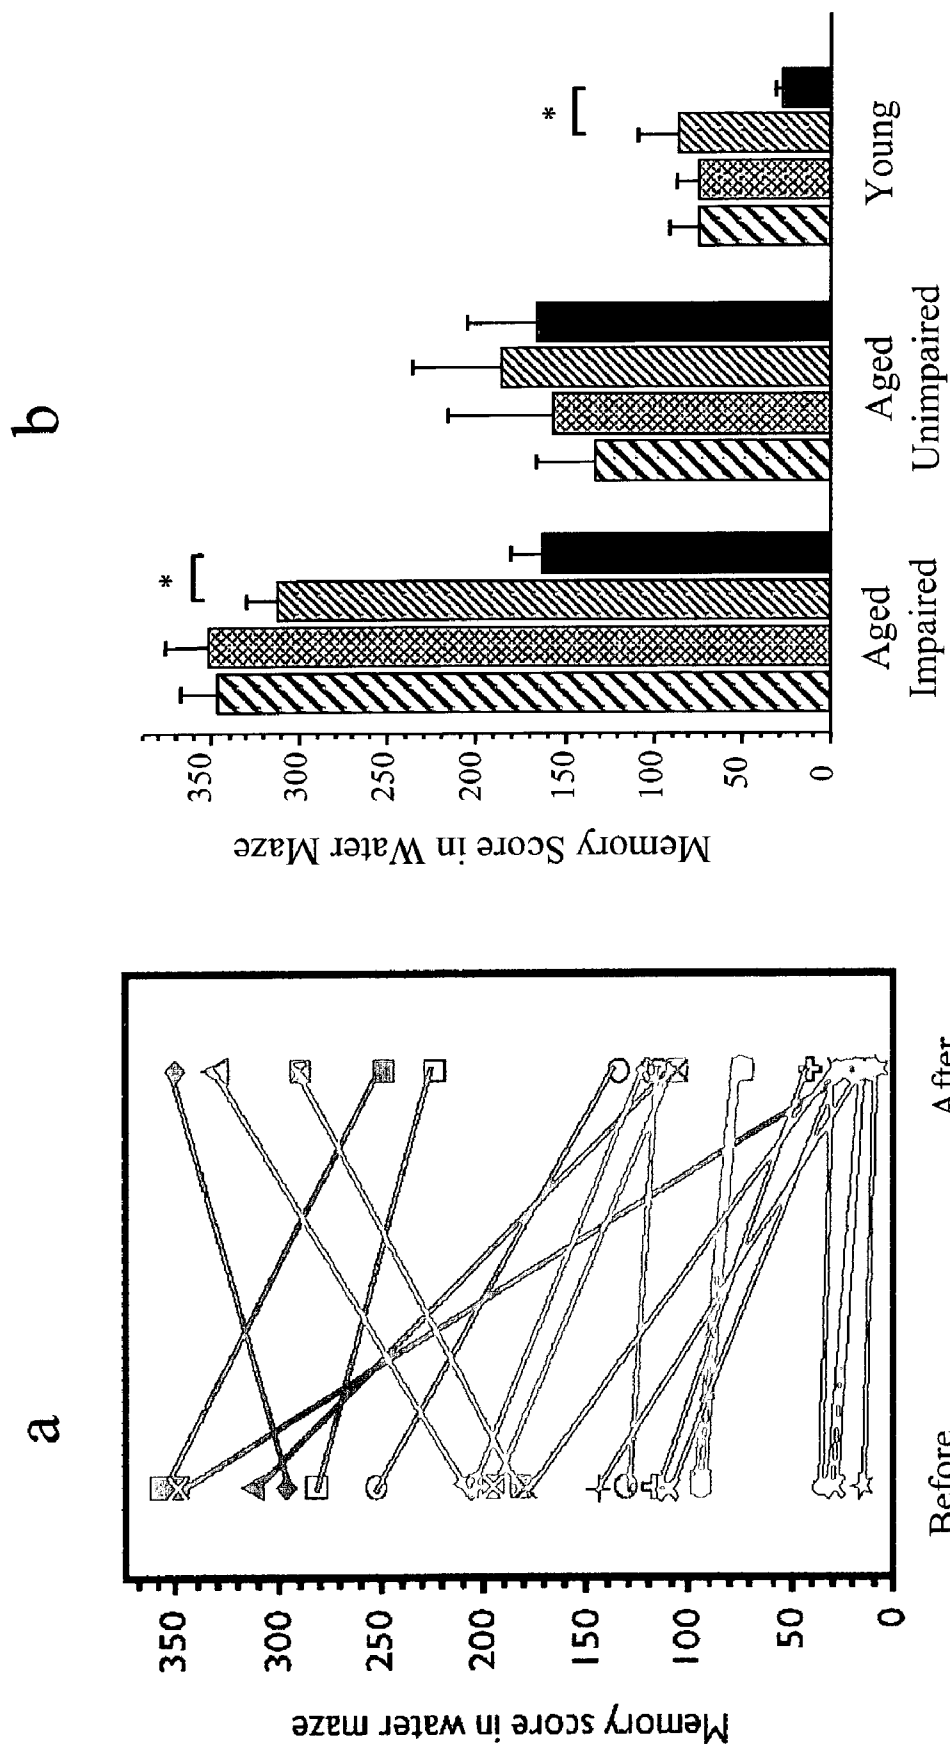 a
Memory score in water maze
350
300
250
200
150
100
50
0
Before
After
b
Memory Score in Water Maze
350
300
250
200
150
100
50
0
*
*
Aged
Impaired
Aged
Unimpaired
Young